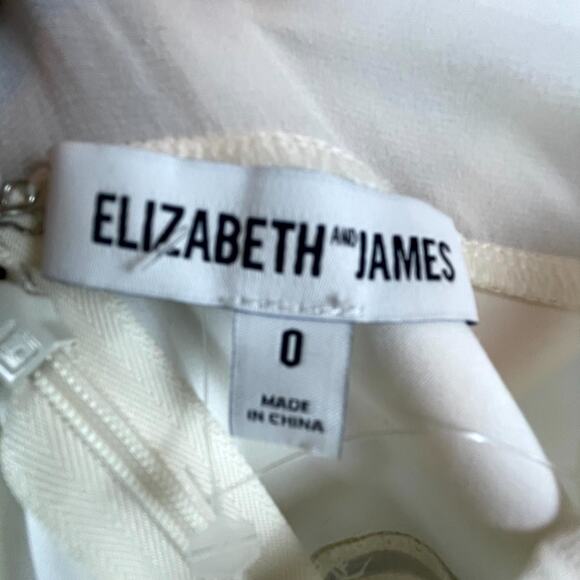 ELIZABETH AND JAMES
0
MADE
IN CHINA